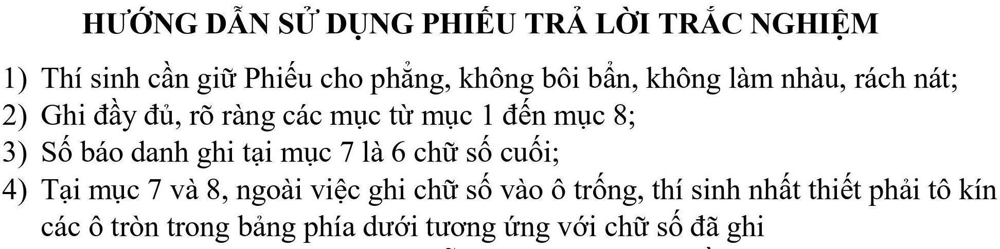 HƯỚNG DẪN SỬ DỤNG PHIẾU TRẢ LỜI TRẮC NGHIỆM
1) Thí sinh cần giữ Phiếu cho phẳng, không bôi bẩn, không làm nhàu, rách nát;
2) Ghi đầy đủ, rõ ràng các mục từ mục 1 đến mục 8;
3) Số báo danh ghi tại mục 7 là 6 chữ số cuối;
4) Tại mục 7 và 8, ngoài việc ghi chữ số vào ô trống, thí sinh nhất thiết phải tô kín
các ô tròn trong bảng phía dưới tương ứng với chữ số đã ghi